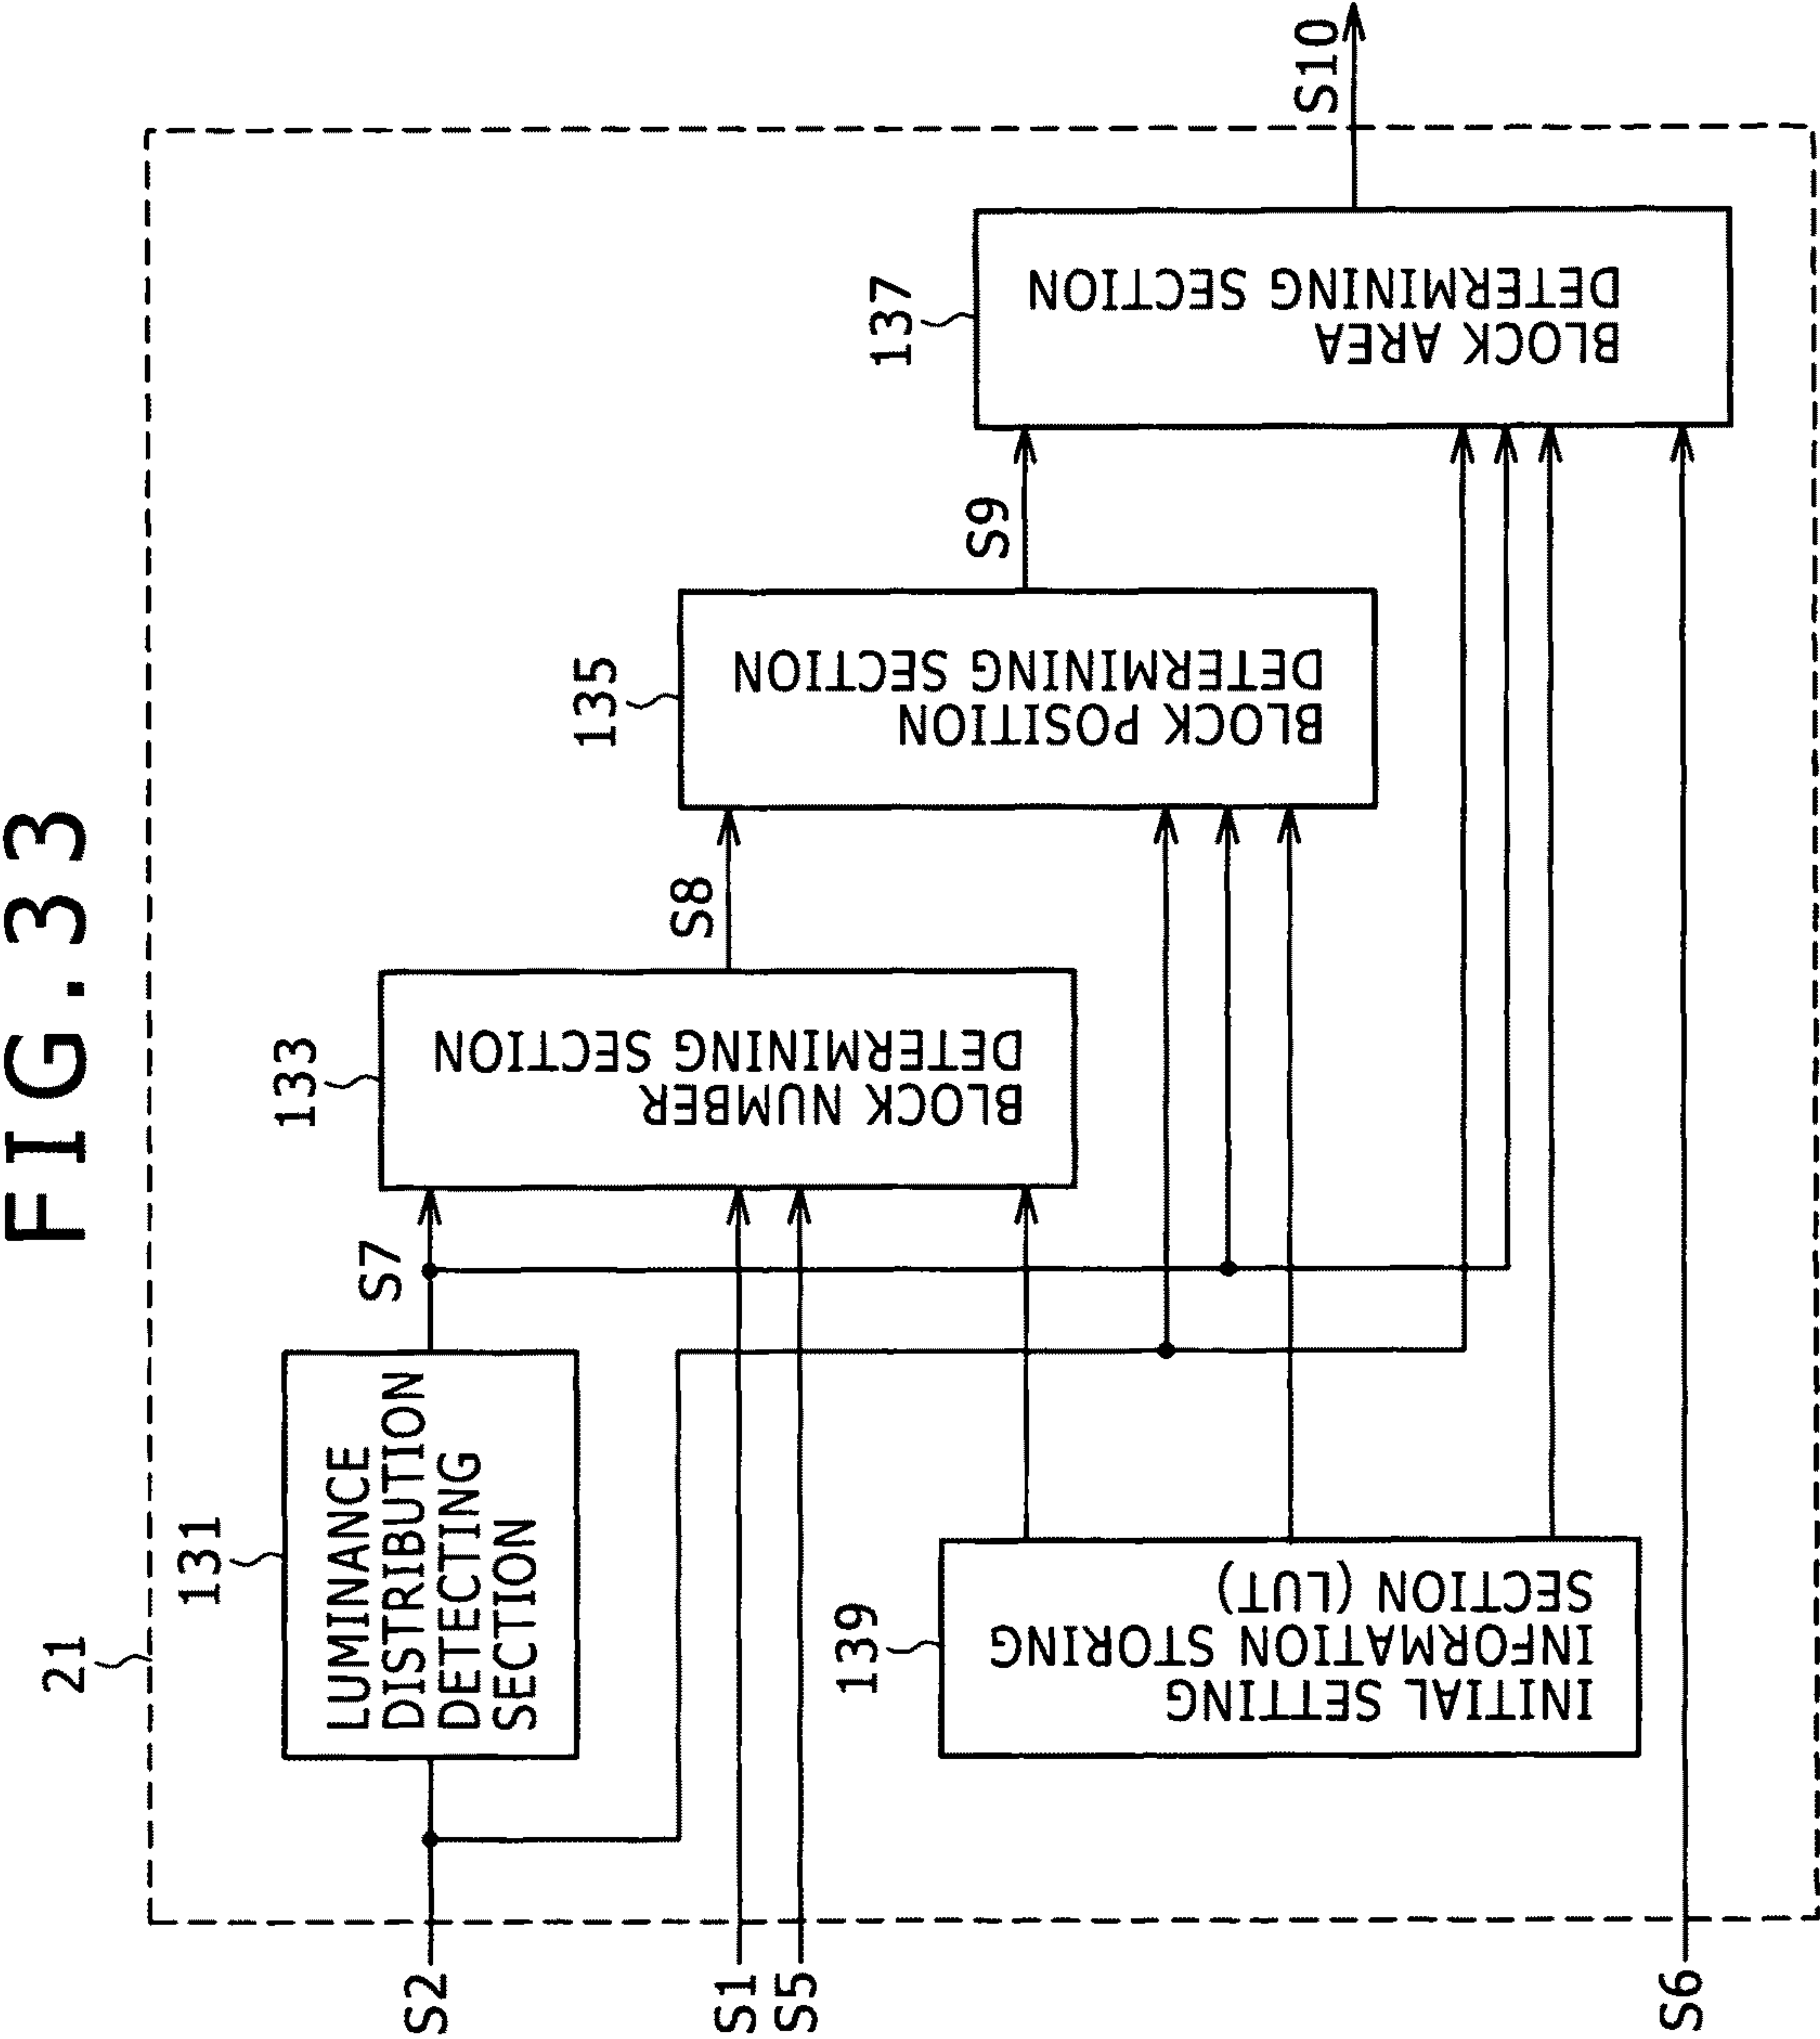 FIG.33
21
131
LUMINANCE
DISTRIBUTION
DETECTING
SECTION
S7
133
BLOCK NUMBER
DETERMINING SECTION
S8
135
BLOCK POSITION
DETERMINING SECTION
S9
137
BLOCK AREA
DETERMINING SECTION
S10
139
INITIAL SETTING
INFORMATION STORING
SECTION (LUT)
S2
S1
S5
S6